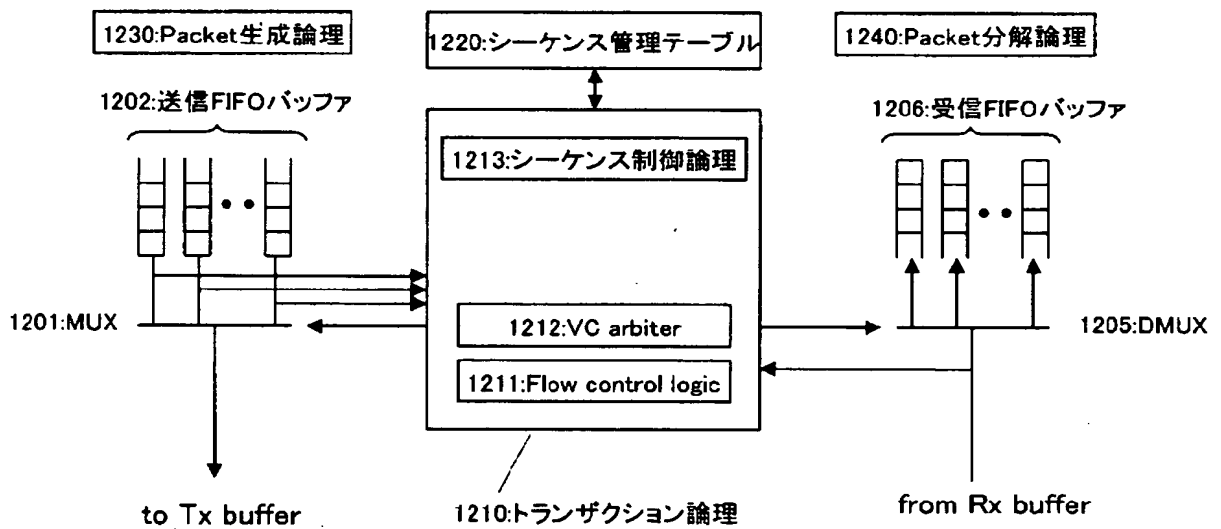 1230:Packet生成論理
1220:シーケンス管理テーブル
1240:Packet分解論理
1202:送信FIFOバッファ
1206:受信FIFOバッファ
1213:シーケンス制御論理
1201:MUX
1212:VC arbiter
1205:DMUX
1211:Flow control logic
to Tx buffer
1210:トランザクション論理
from Rx buffer